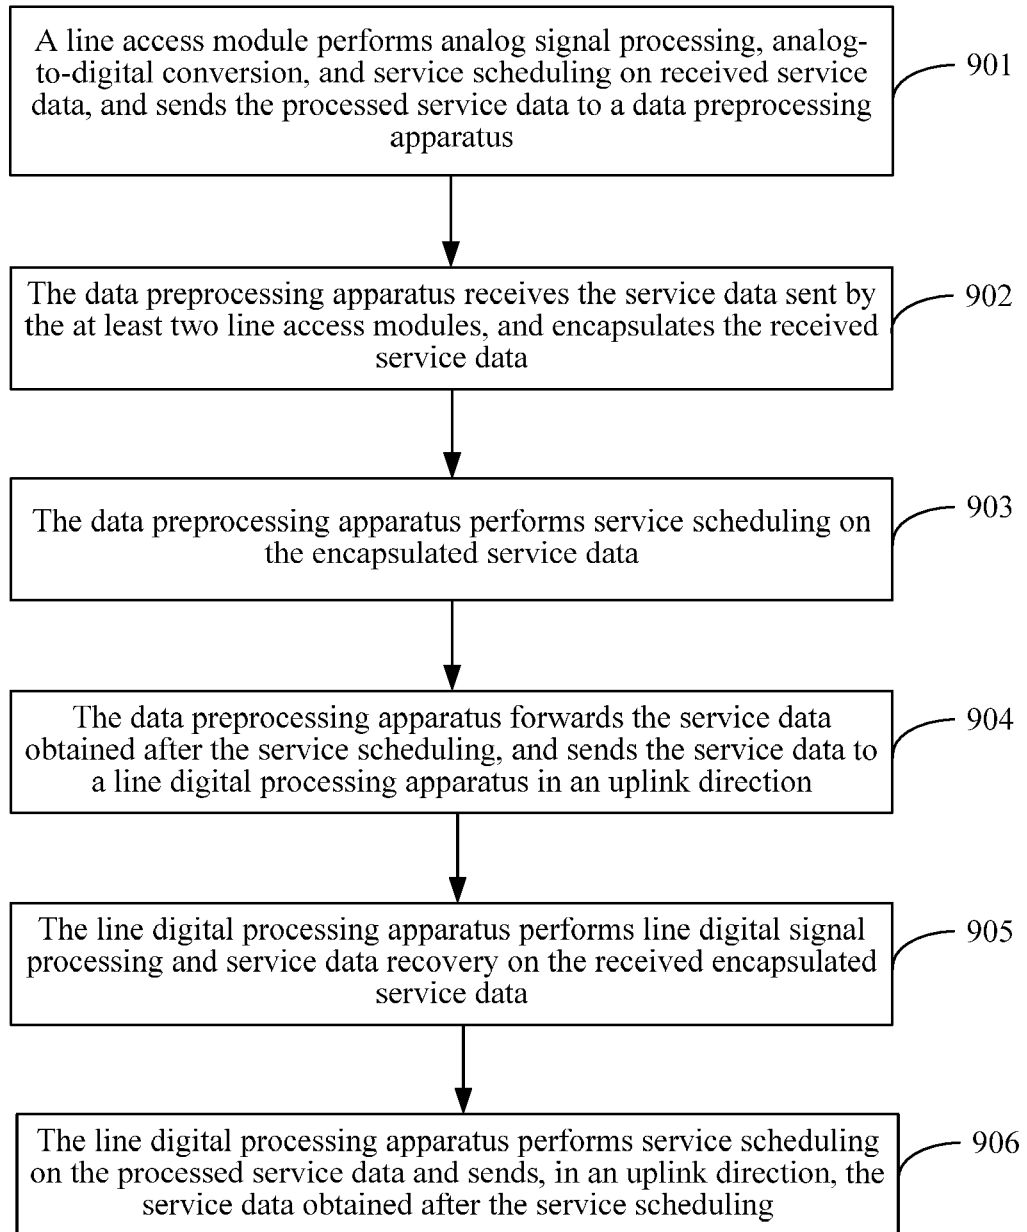 A line access module performs analog signal processing, analog-
to-digital conversion, and service scheduling on received service
data, and sends the processed service data to a data preprocessing
apparatus
901
The data preprocessing apparatus receives the service data sent by
the at least two line access modules, and encapsulates the received
service data
902
The data preprocessing apparatus performs service scheduling on
the encapsulated service data
903
The data preprocessing apparatus forwards the service data
obtained after the service scheduling, and sends the service data to
a line digital processing apparatus in an uplink direction
904
The line digital processing apparatus performs line digital signal
processing and service data recovery on the received encapsulated
service data
905
The line digital processing apparatus performs service scheduling
on the processed service data and sends, in an uplink direction, the
service data obtained after the service scheduling
906